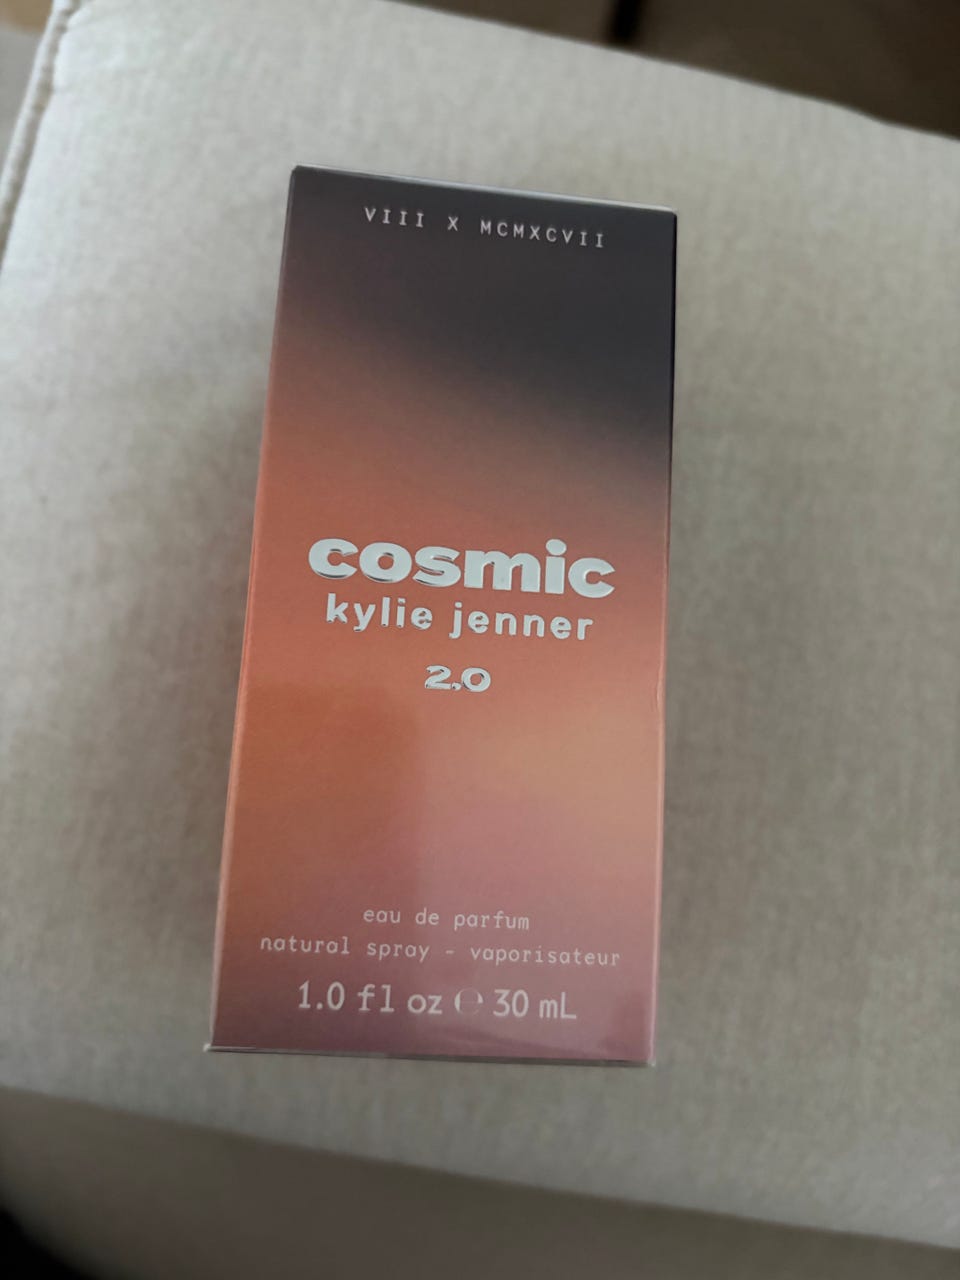 VIII X MCMXCVII
cosmic
kylie jenner
2.0
eau de parfum
natural spray - vaporisateur
1.0 fl oz ℮ 30 mL